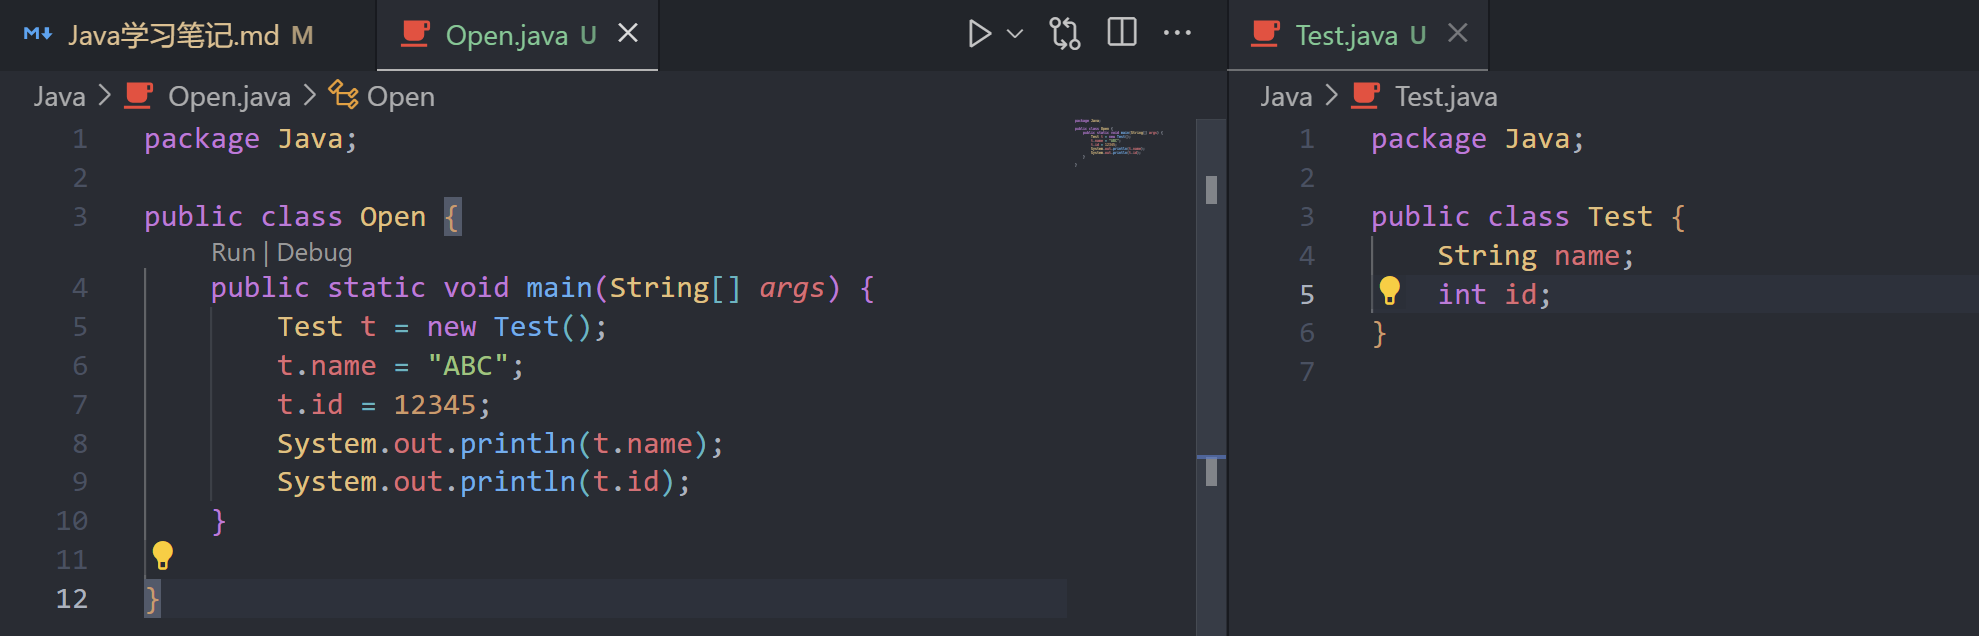 Java学习笔记.md M
Open.java U
Test.java U
Java > Open.java > Open
1 package Java;
2
3 public class Open {
Run | Debug
4 public static void main(String[] args) {
5 Test t = new Test();
6 t.name = "ABC";
7 t.id = 12345;
8 System.out.println(t.name);
9 System.out.println(t.id);
10 }
11
12 }
Java > Test.java
1 package Java;
2
3 public class Test {
4 String name;
5 int id;
6 }
7